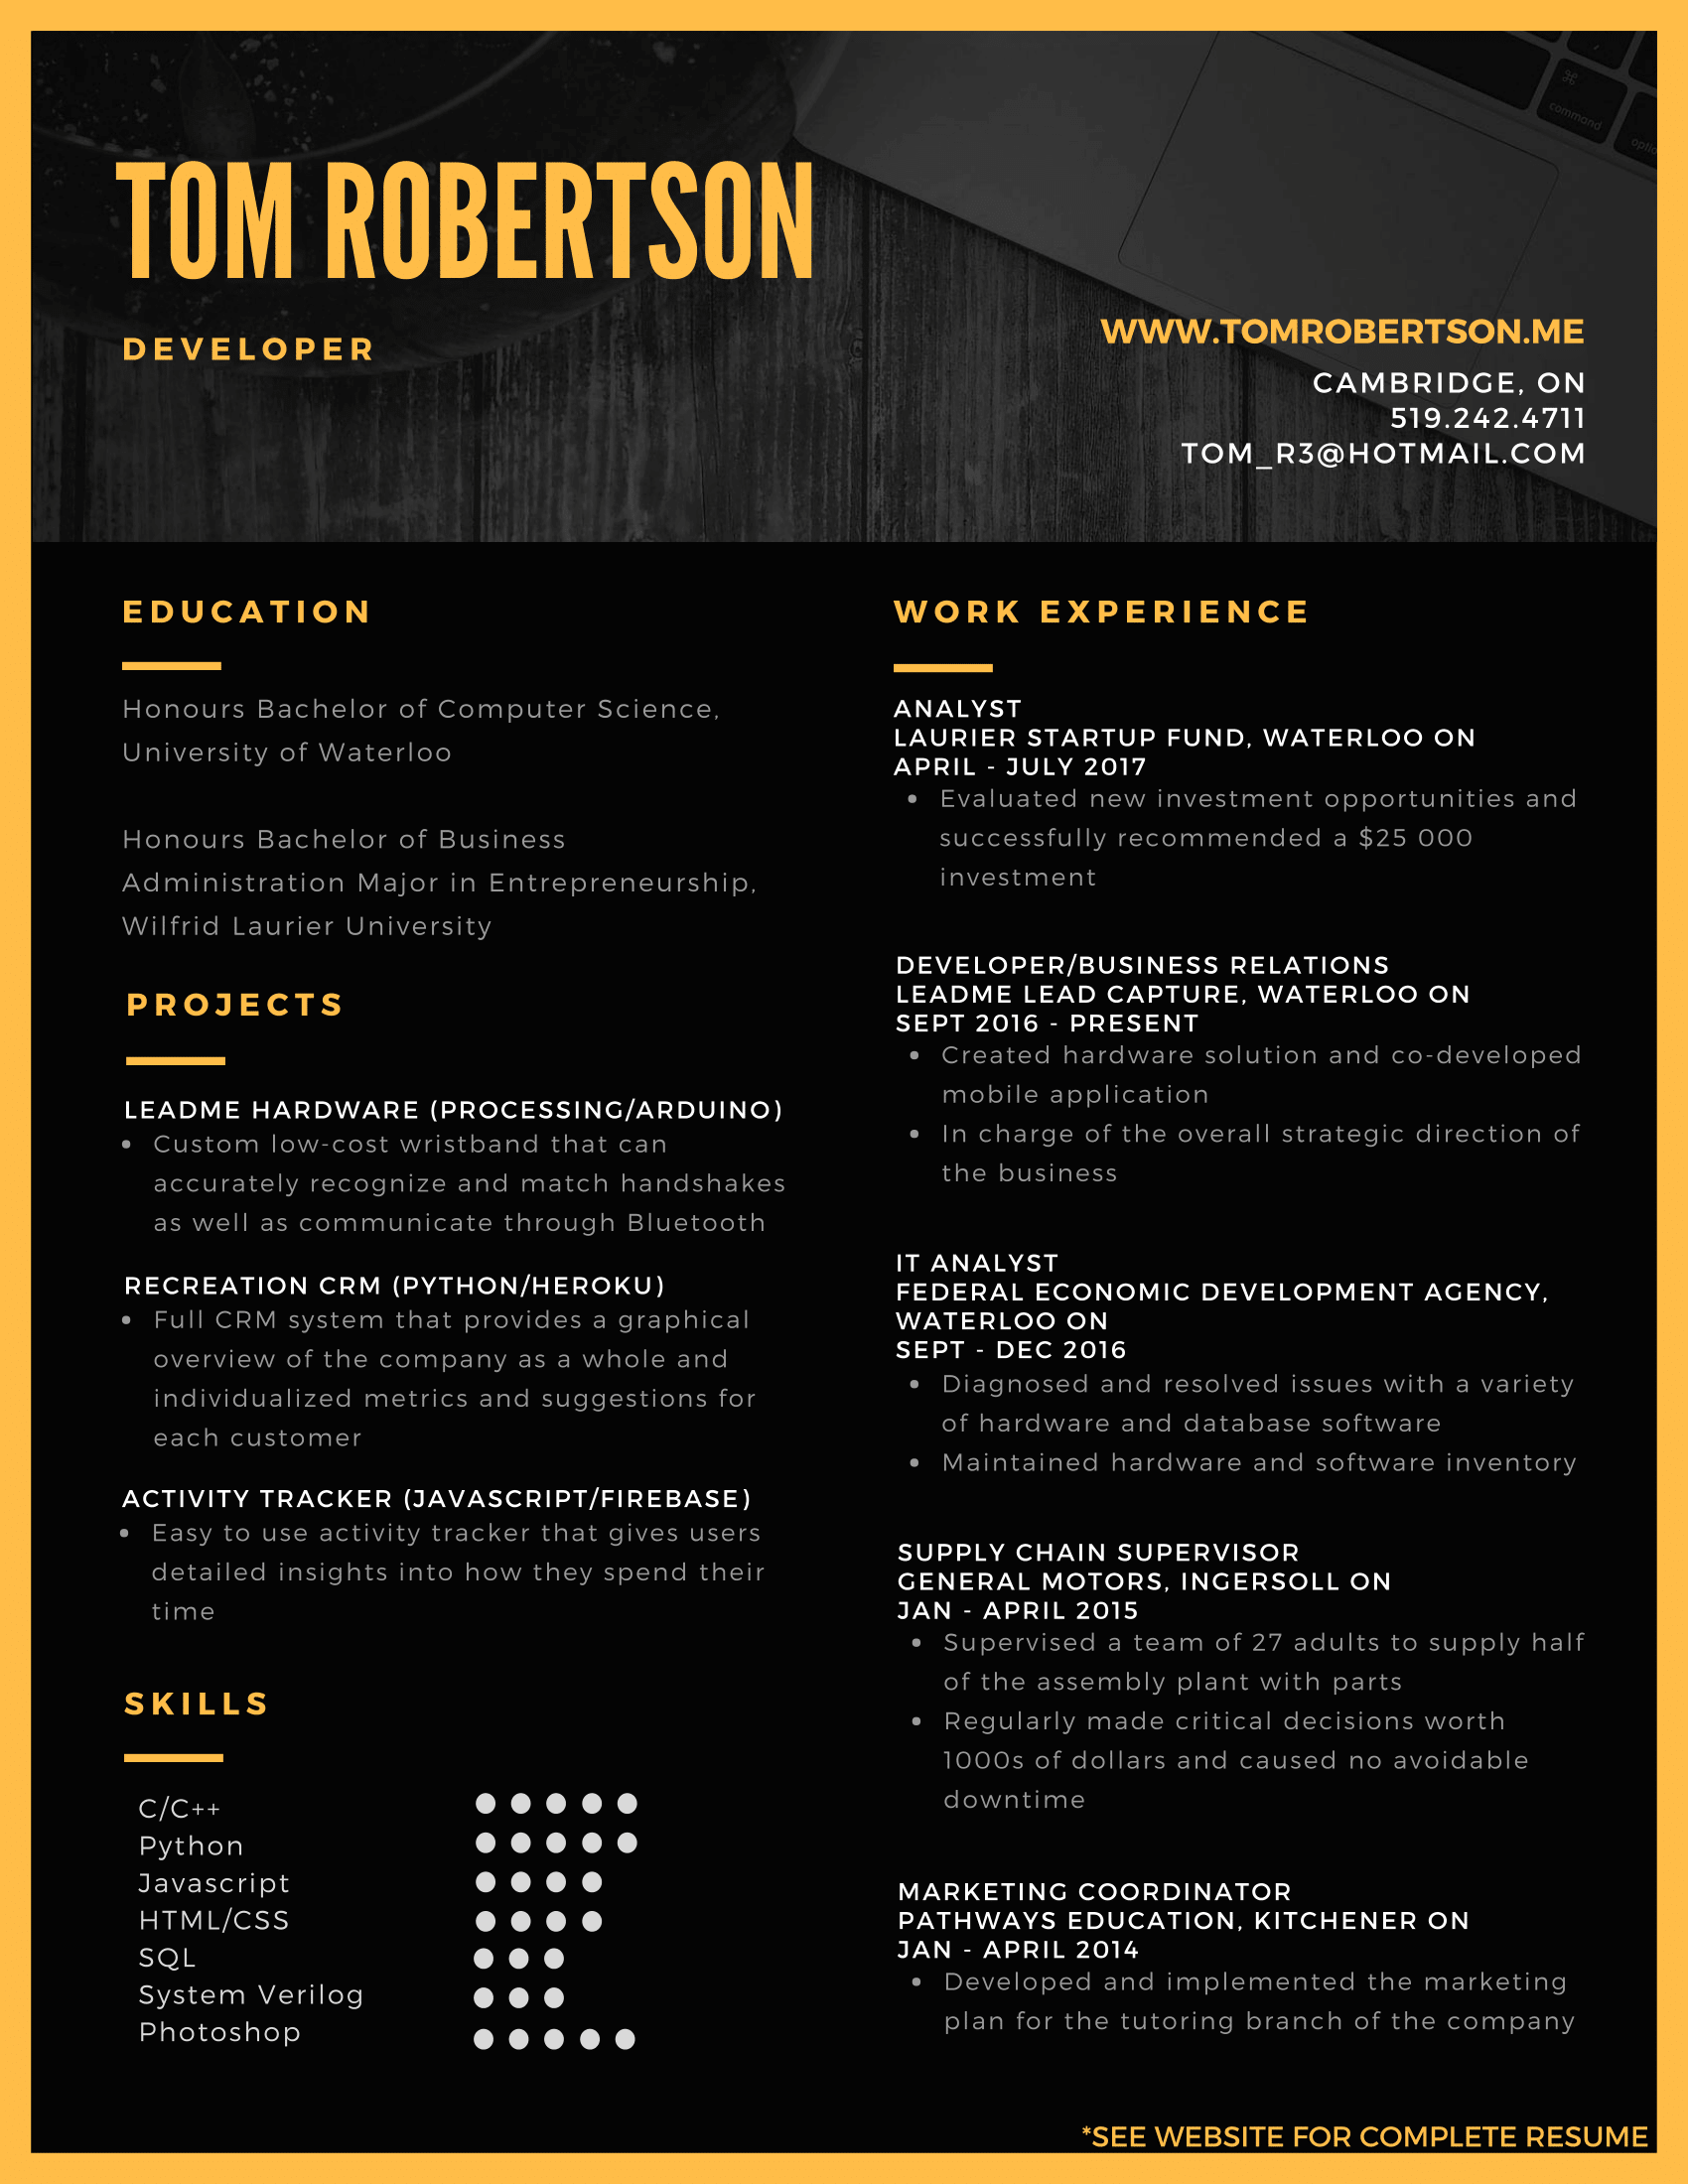 command
TOM ROBERTSON
DEVELOPER
WWW.TOMROBERTSON.ME
CAMBRIDGE, ON
519.242.4711
TOM_R3@HOTMAIL.COM
EDUCATION
Honours Bachelor of Computer Science,
University of Waterloo
Honours Bachelor of Business
Administration Major in Entrepreneurship,
Wilfrid Laurier University
PROJECTS
LEADME HARDWARE (PROCESSING/ARDUINO)
• Custom low-cost wristband that can
accurately recognize and match handshakes
as well as communicate through Bluetooth
RECREATION CRM (PYTHON/HEROKU)
• Full CRM system that provides a graphical
overview of the company as a whole and
individualized metrics and suggestions for
each customer
ACTIVITY TRACKER (JAVASCRIPT/FIREBASE)
• Easy to use activity tracker that gives users
detailed insights into how they spend their
time
SKILLS
C/C++
Python
Javascript
HTML/CSS
SQL
System Verilog
Photoshop
WORK EXPERIENCE
ANALYST
LAURIER STARTUP FUND, WATERLOO ON
APRIL - JULY 2017
• Evaluated new investment opportunities and
successfully recommended a $25 000
investment
DEVELOPER/BUSINESS RELATIONS
LEADME LEAD CAPTURE, WATERLOO ON
SEPT 2016 - PRESENT
• Created hardware solution and co-developed
mobile application
• In charge of the overall strategic direction of
the business
IT ANALYST
FEDERAL ECONOMIC DEVELOPMENT AGENCY,
WATERLOO ON
SEPT - DEC 2016
• Diagnosed and resolved issues with a variety
of hardware and database software
• Maintained hardware and software inventory
SUPPLY CHAIN SUPERVISOR
GENERAL MOTORS, INGERSOLL ON
JAN - APRIL 2015
• Supervised a team of 27 adults to supply half
of the assembly plant with parts
• Regularly made critical decisions worth
1000s of dollars and caused no avoidable
downtime
MARKETING COORDINATOR
PATHWAYS EDUCATION, KITCHENER ON
JAN - APRIL 2014
• Developed and implemented the marketing
plan for the tutoring branch of the company
*SEE WEBSITE FOR COMPLETE RESUME